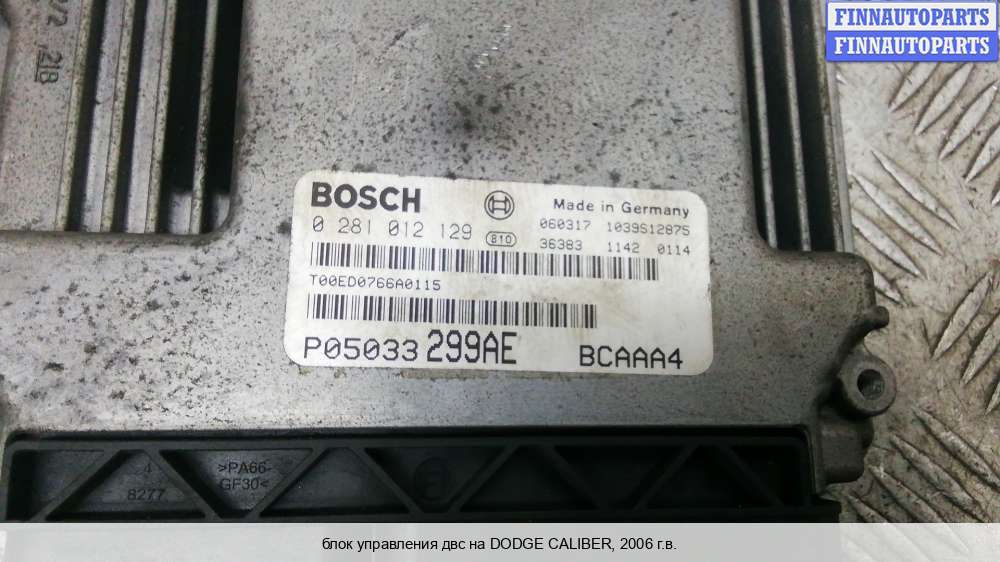 FINNAUTOPARTS
FINNAUTOPARTS
BOSCH
Made in Germany
0 281 012 129
810
060317 1039S12875
36383 1142 0114
T00ED0766A0115
P05033 299AE BCAAA4
>PA66-
GF30<
4
8277
блок управления двс на DODGE CALIBER, 2006 г.в.